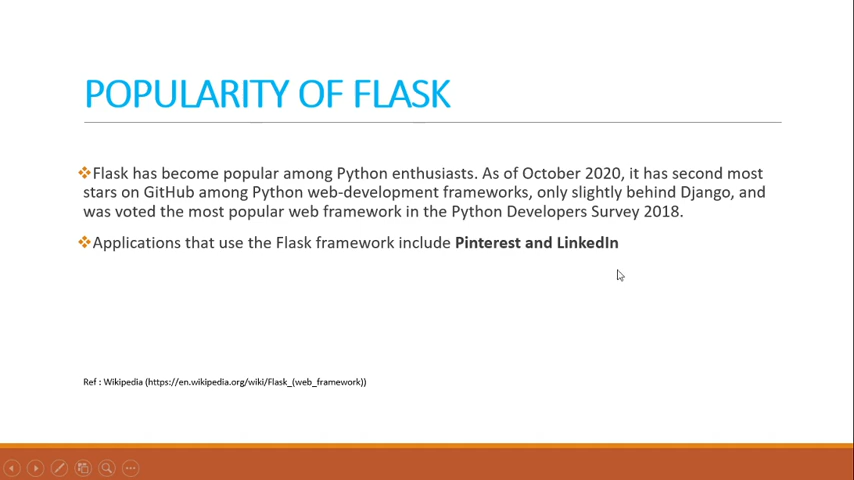 POPULARITY OF FLASK
Flask has become popular among Python enthusiasts. As of October 2020, it has second most
stars on GitHub among Python web-development frameworks, only slightly behind Django, and
was voted the most popular web framework in the Python Developers Survey 2018.
Applications that use the Flask framework include Pinterest and LinkedIn
Ref : Wikipedia (https://en.wikipedia.org/wiki/Flask_(web_framework))